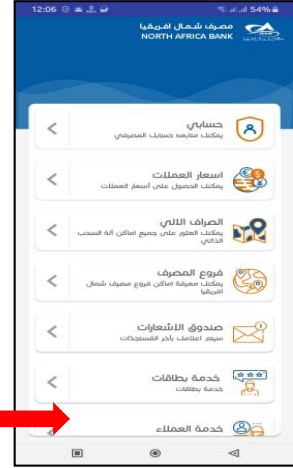 12:06
54%
مصرف شمال افريقيا
NORTH AFRICA BANK
حسابي
يمكنك متابعه حسابك المصرفي
اسعار العملات
يمكنك الحصول على أسعار العملات
الصراف الالي
يمكنك العثور على جميع اماكن آلة السحب
الذاتي
فروع المصرف
يمكنك معرفة اماكن فروع مصرف شمال
افريقيا
صندوق الاشعارات
سيتم اعلامك بآخر المستجدات
خدمة بطاقات
خدمة بطاقات
خدمة العملاء